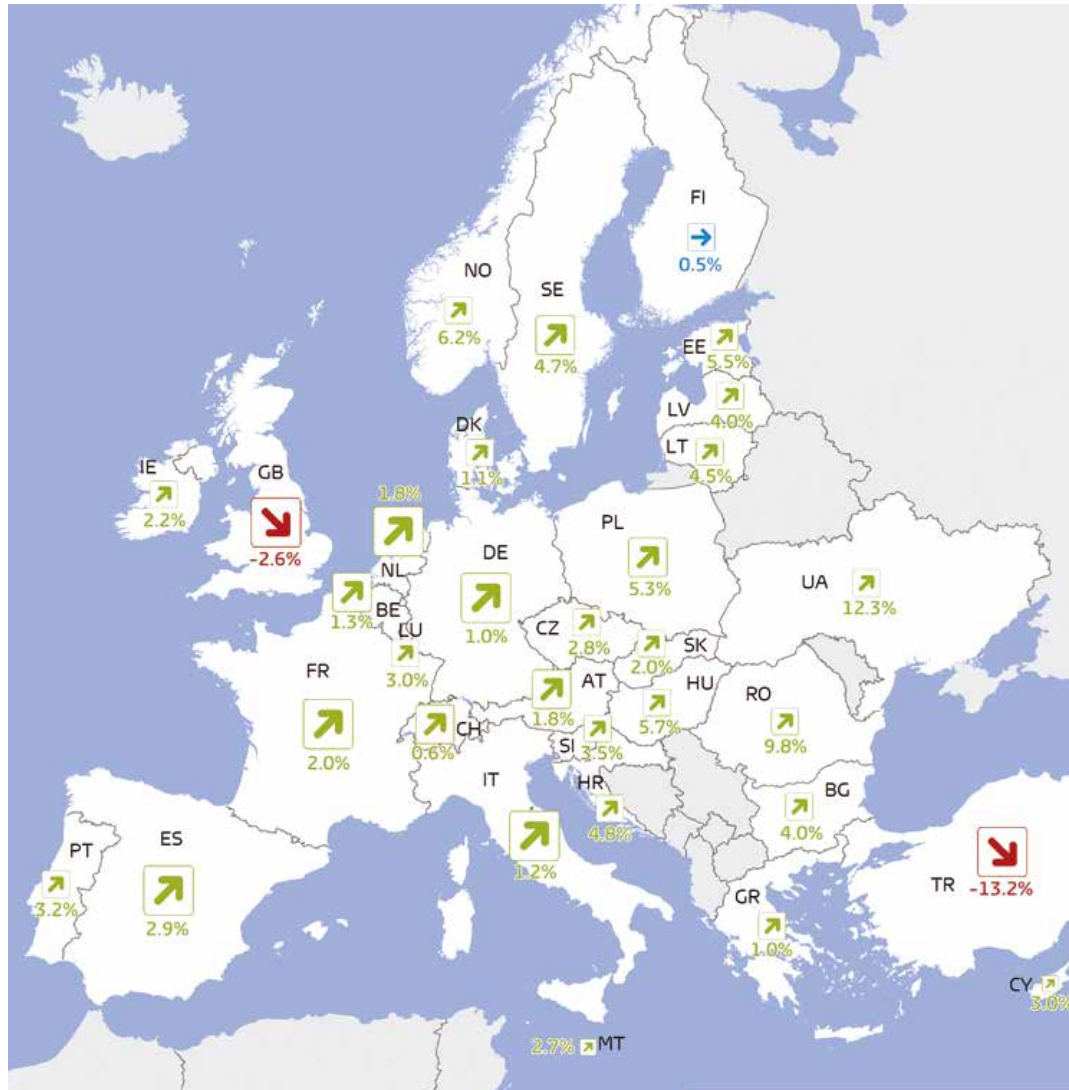 FI
0.5%
NO
6.2%
SE
4.7%
EE
5.5%
LV
4.0%
LT
4.5%
DK
1.1%
IE
2.2%
GB
-2.6%
1.8%
NL
DE
1.0%
PL
5.3%
UA
12.3%
1.3%
BE
LU
3.0%
CZ
2.8%
SK
2.0%
FR
2.0%
AT
1.8%
HU
5.7%
RO
9.8%
CH
0.6%
SI
3.5%
IT
1.2%
HR
4.8%
BG
4.0%
PT
3.2%
ES
2.9%
TR
-13.2%
GR
1.0%
CY
3.0%
2.7% MT